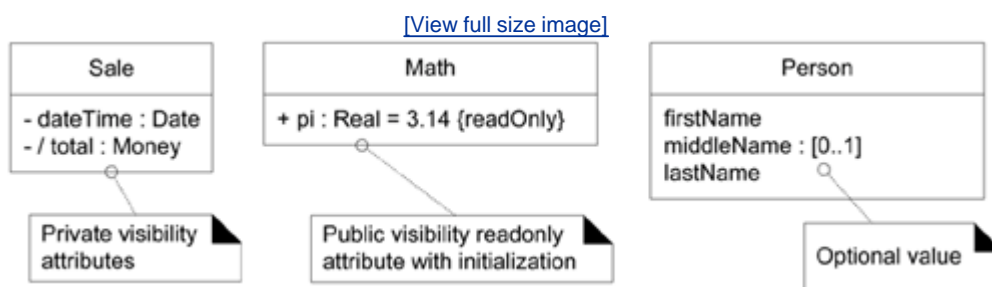 [View full size image]
Sale
- dateTime : Date
- / total : Money
Private visibility
attributes
Math
+ pi : Real = 3.14 {readOnly}
Public visibility readonly
attribute with initialization
Person
firstName
middleName : [0..1]
lastName
Optional value